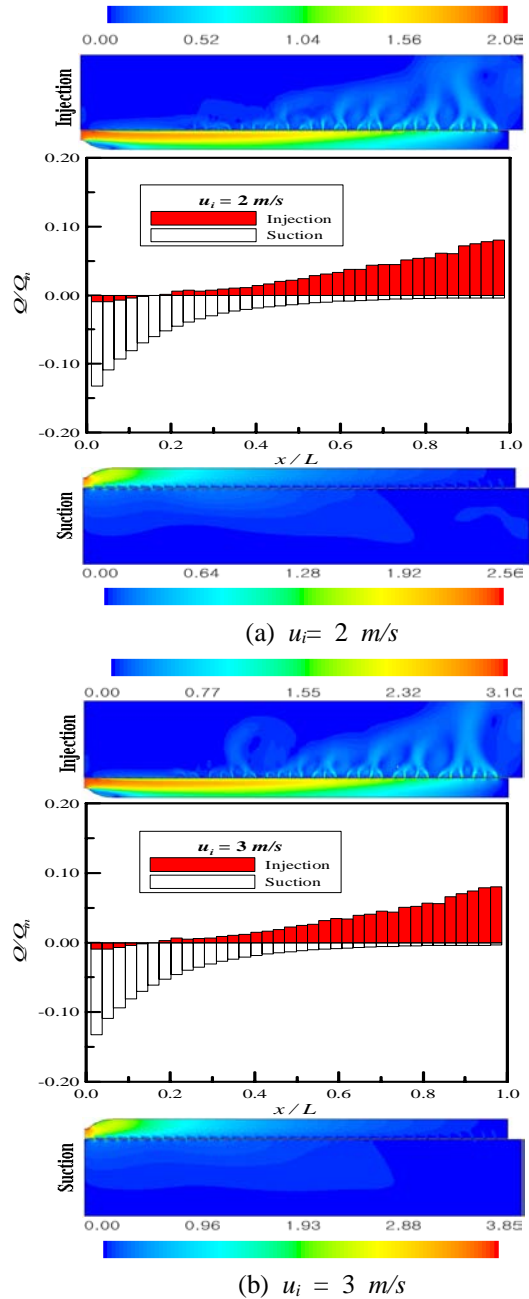 0.00 0.52 1.04 1.56 2.08
Injection
0.20
0.10
0.00
-0.10
-0.20
Q/Qin
u_i = 2 m/s
Injection
Suction
0.0 0.2 0.4 0.6 0.8 1.0
x / L
Suction
0.00 0.64 1.28 1.92 2.56
(a) u_i= 2 m/s
0.00 0.77 1.55 2.32 3.10
Injection
0.20
0.10
0.00
-0.10
-0.20
Q/Qin
u_i = 3 m/s
Injection
Suction
0.0 0.2 0.4 0.6 0.8 1.0
x / L
Suction
0.00 0.96 1.93 2.88 3.85
(b) u_i = 3 m/s